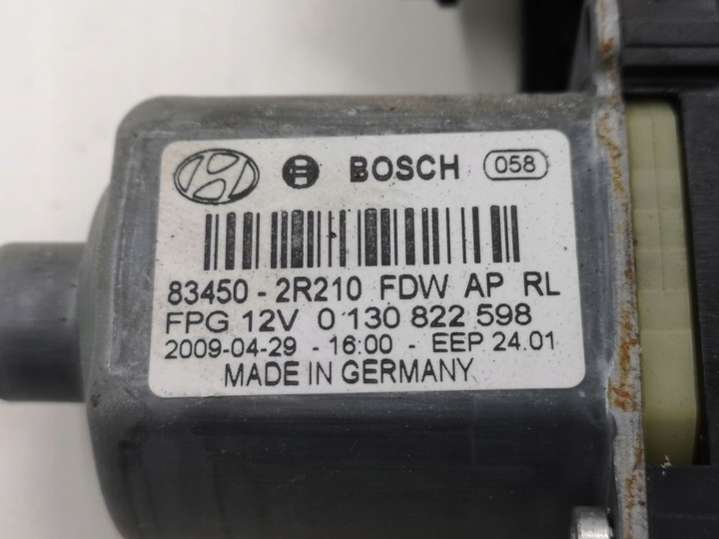 BOSCH 058
83450 - 2R210 FDW AP RL
FPG 12V 0 130 822 598
2009-04-29 - 16:00 - EEP 24.01
MADE IN GERMANY